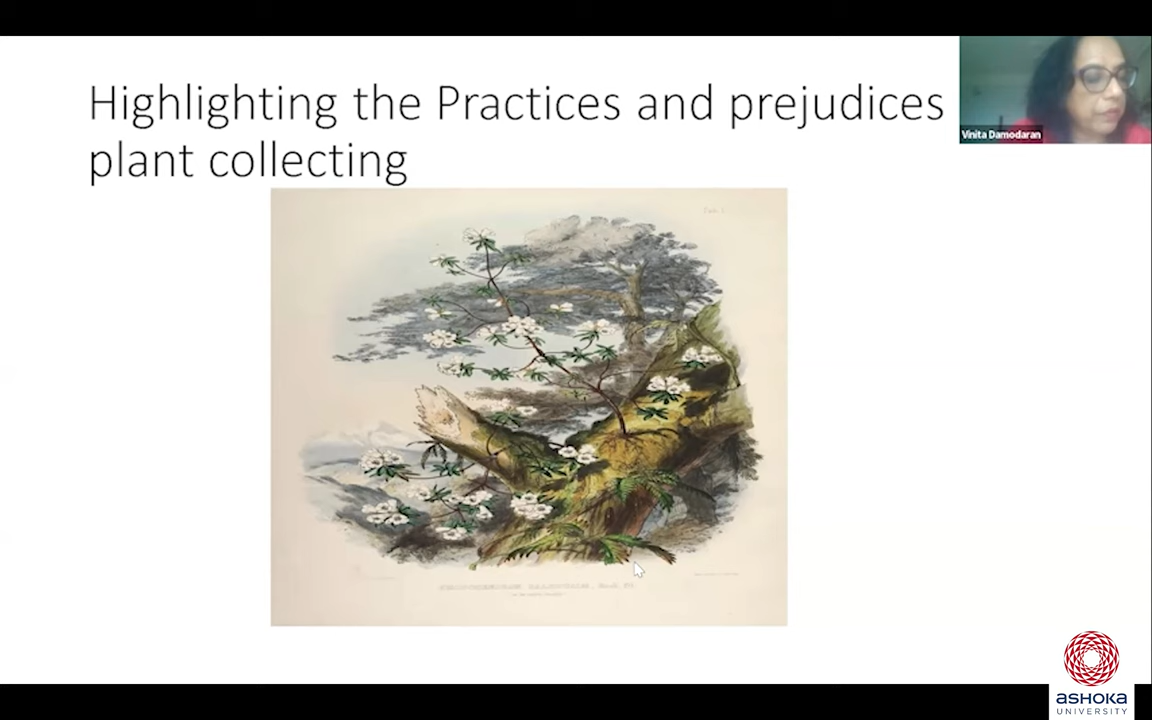 Highlighting the Practices and prejudices
plant collecting
Vinita Damodaran
ASHOKA
UNIVERSITY